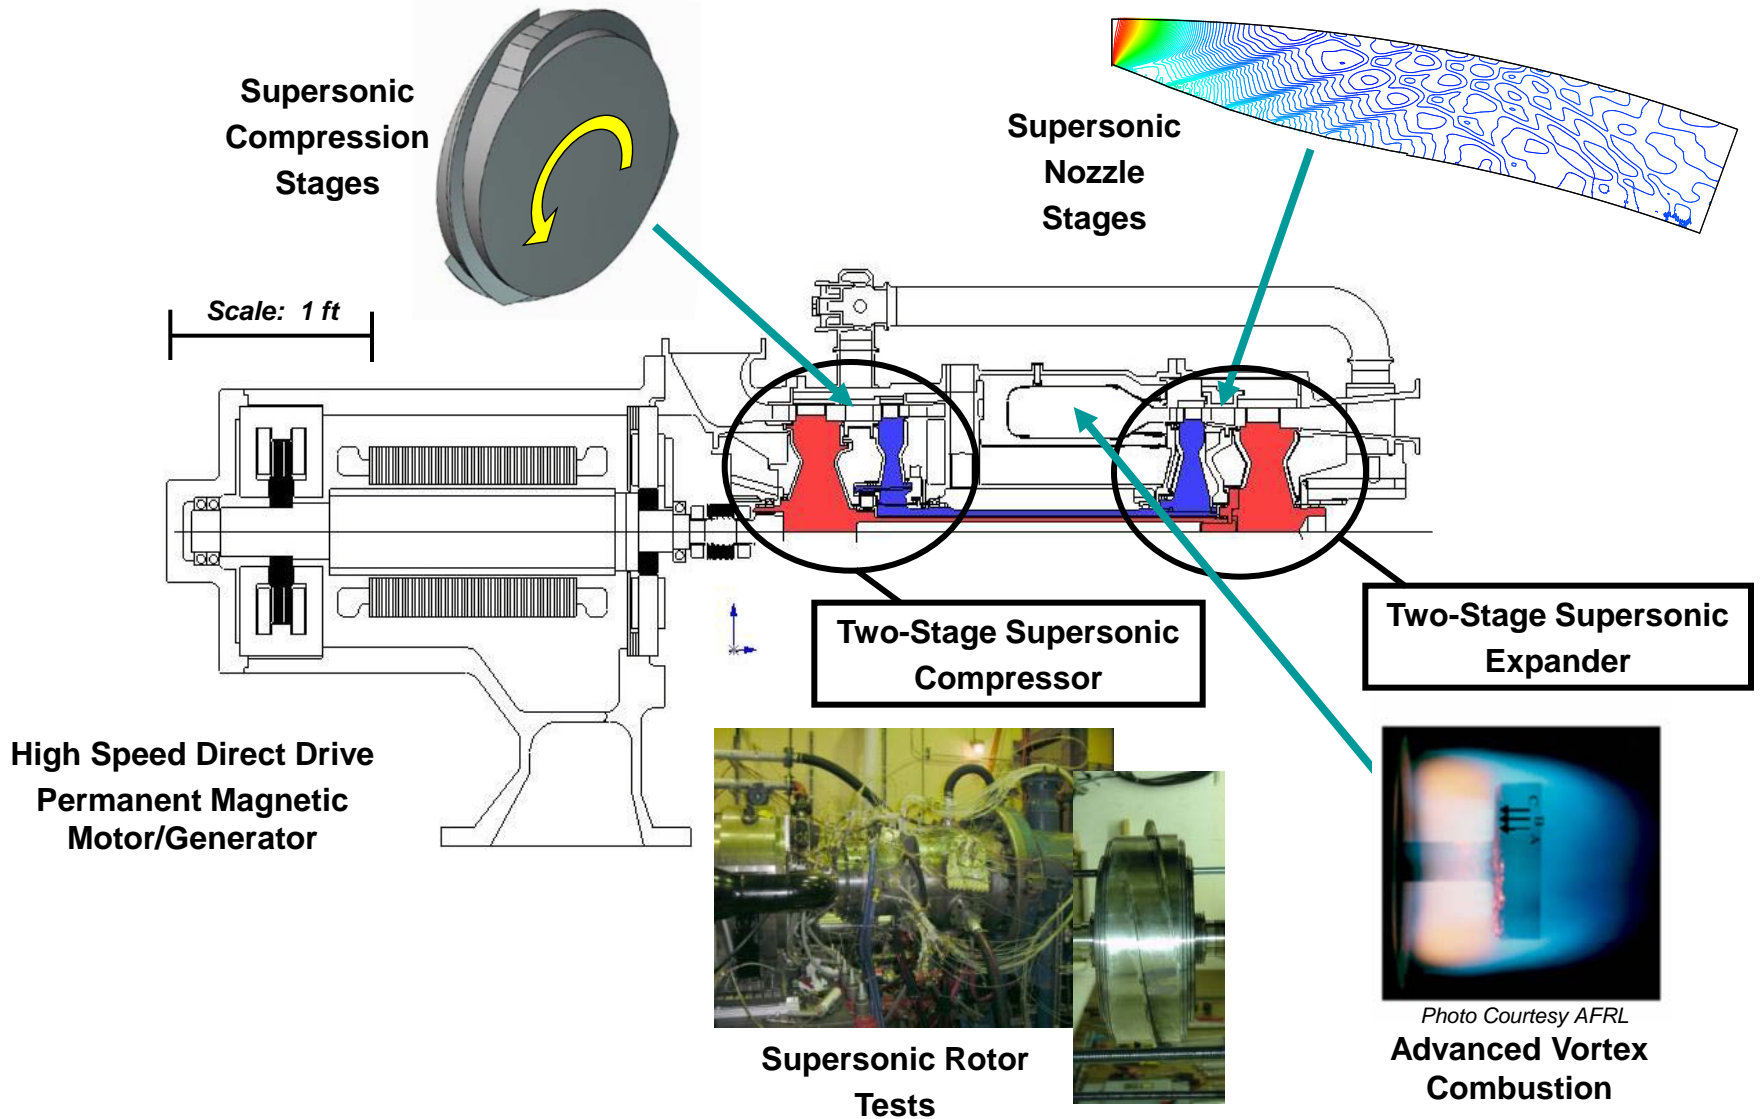 Supersonic
Compression
Stages
Supersonic
Nozzle
Stages
Scale: 1 ft
Two-Stage Supersonic
Compressor
Two-Stage Supersonic
Expander
High Speed Direct Drive
Permanent Magnetic
Motor/Generator
C B A
Supersonic Rotor
Tests
Photo Courtesy AFRL
Advanced Vortex
Combustion